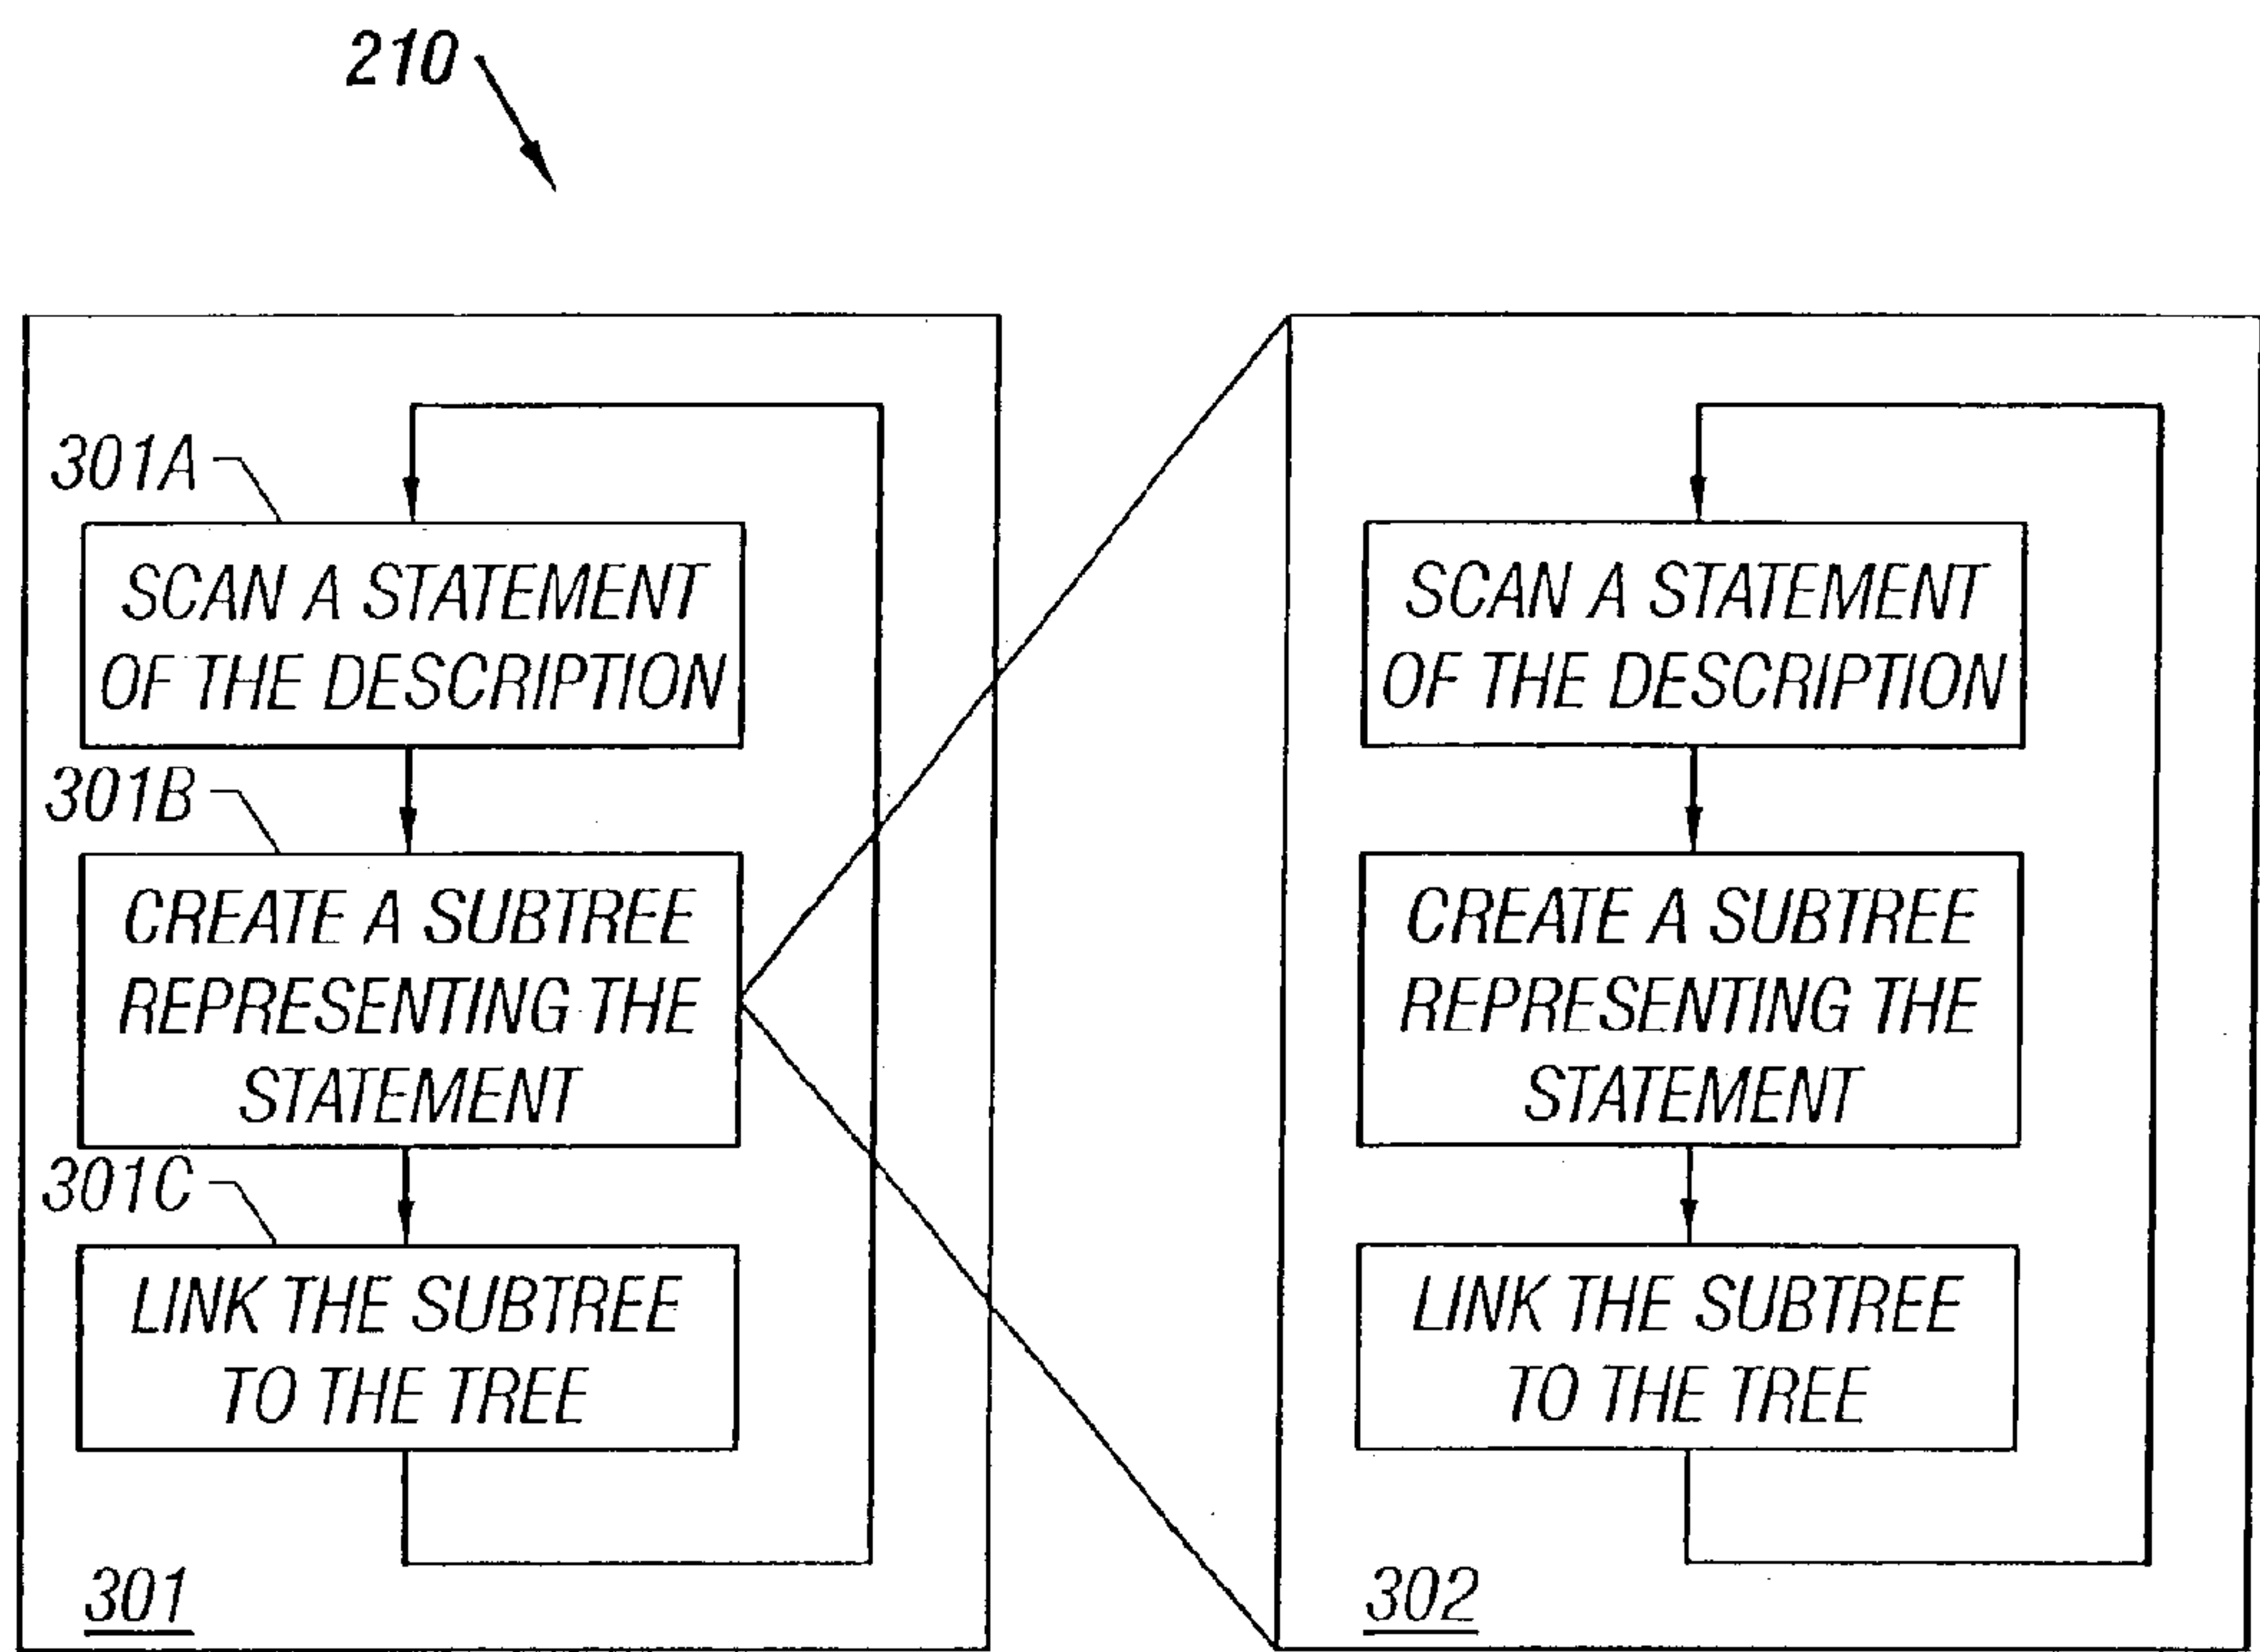 210
301A
SCAN A STATEMENT
OF THE DESCRIPTION
301B
CREATE A SUBTREE
REPRESENTING THE
STATEMENT
301C
LINK THE SUBTREE
TO THE TREE
301
SCAN A STATEMENT
OF THE DESCRIPTION
CREATE A SUBTREE
REPRESENTING THE
STATEMENT
LINK THE SUBTREE
TO THE TREE
302